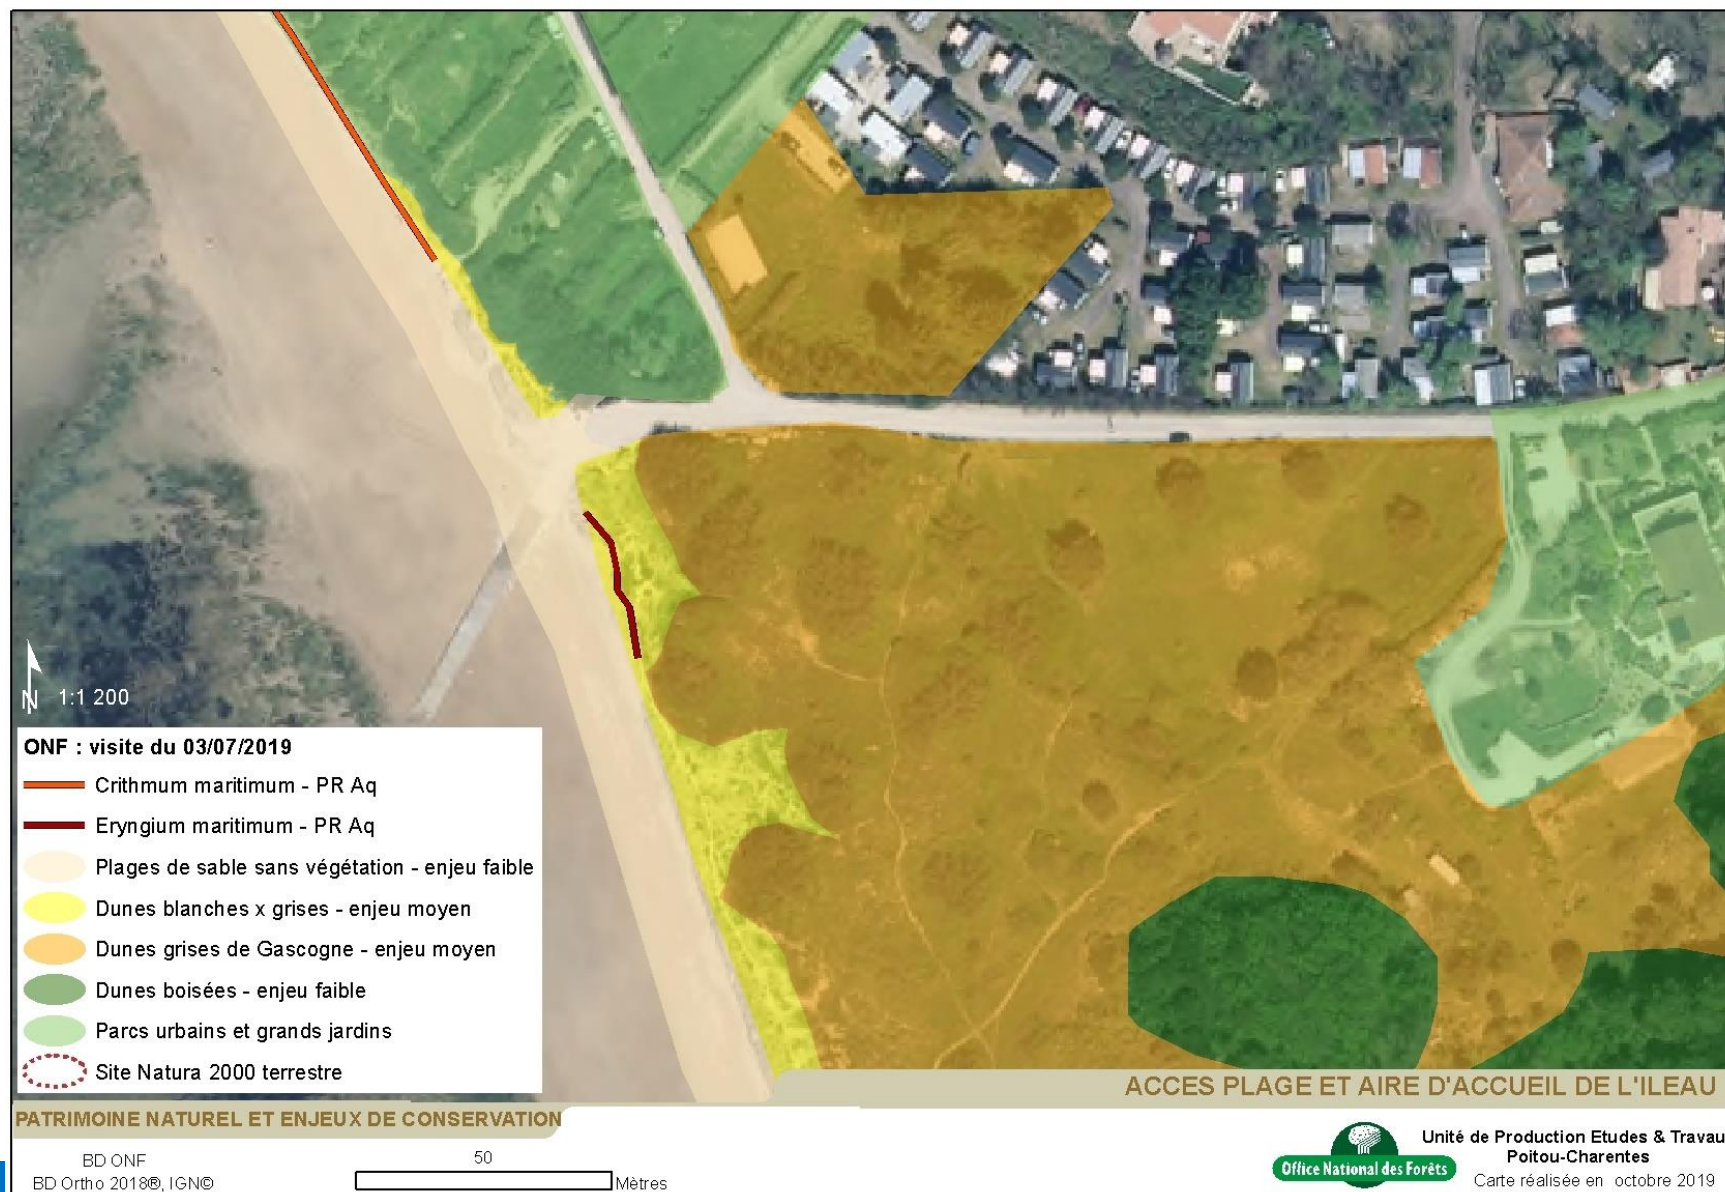 N 1:1 200
ONF : visite du 03/07/2019
Crithmum maritimum - PR Aq
Eryngium maritimum - PR Aq
Plages de sable sans végétation - enjeu faible
Dunes blanches x grises - enjeu moyen
Dunes grises de Gascogne - enjeu moyen
Dunes boisées - enjeu faible
Parcs urbains et grands jardins
Site Natura 2000 terrestre
ACCES PLAGE ET AIRE D'ACCUEIL DE L'ILEAU
PATRIMOINE NATUREL ET ENJEUX DE CONSERVATION
BD ONF
BD Ortho 2018®, IGN©
50
Mètres
Office National des Forêts
Unité de Production Etudes & Travau
Poitou-Charentes
Carte réalisée en octobre 2019